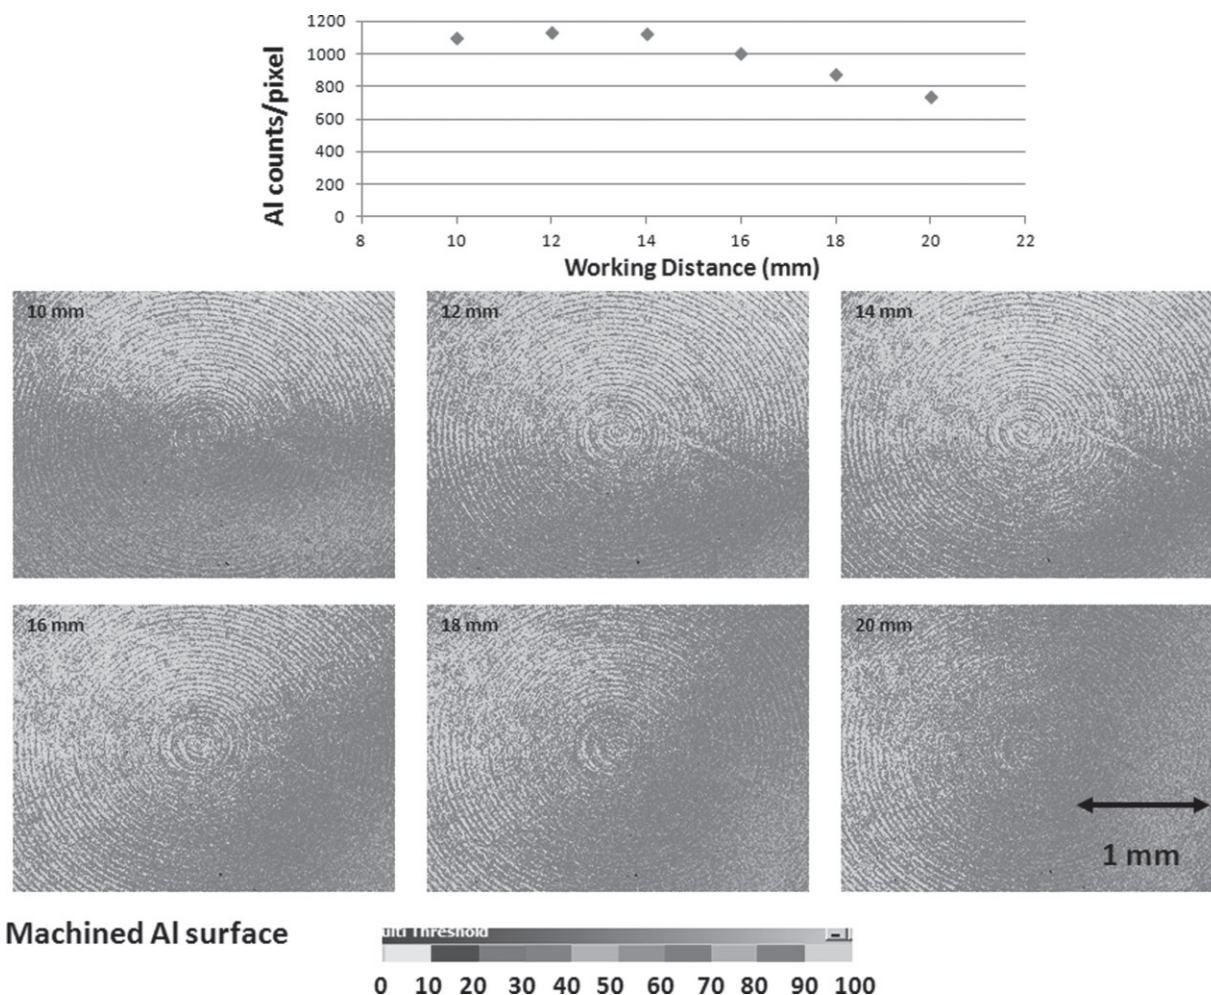 1200
1000
800
600
400
200
0
Al counts/pixel
8 10 12 14 16 18 20 22
Working Distance (mm)
10 mm 12 mm 14 mm
16 mm 18 mm 20 mm
1 mm
Machined Al surface
ulti Threshold
0 10 20 30 40 50 60 70 80 90 100